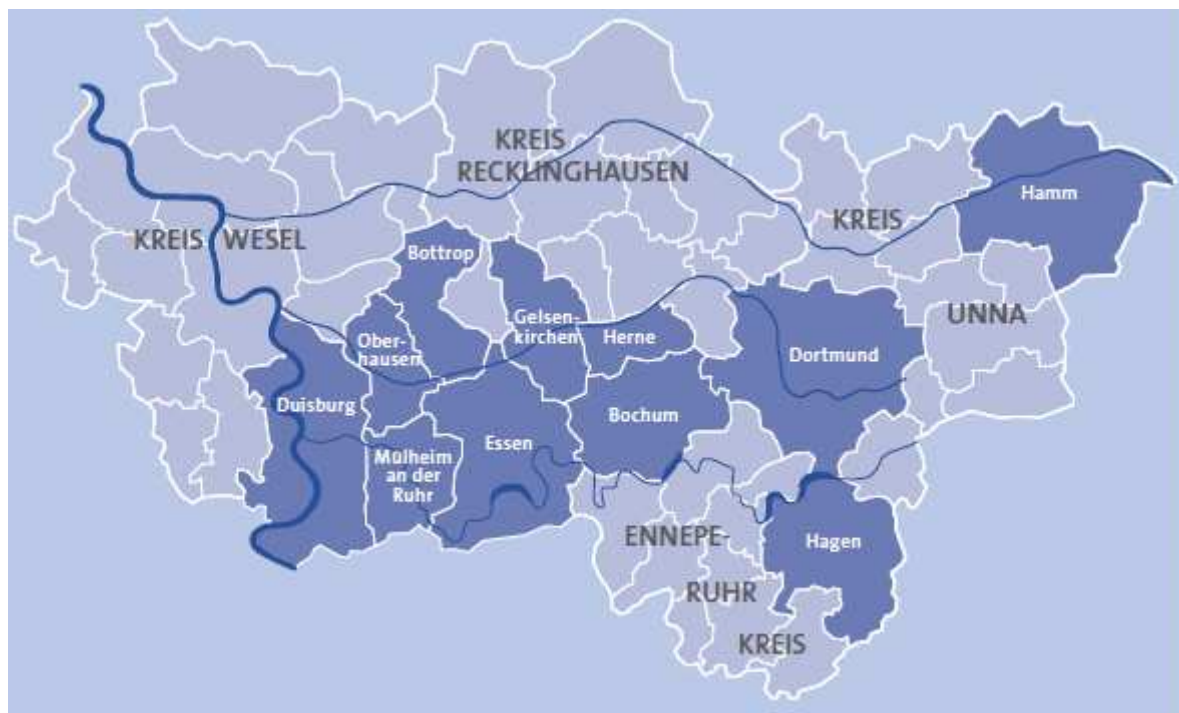 KREIS
RECKLINGHAUSEN
Hamm
KREIS WESEL
KREIS
Bottrop
UNNA
Gelsen-
kirchen
Ober-
hausen
Herne
Dortmund
Duisburg
Bochum
Essen
Mülheim
an der
Ruhr
ENNEPE-
Hagen
RUHR
KREIS